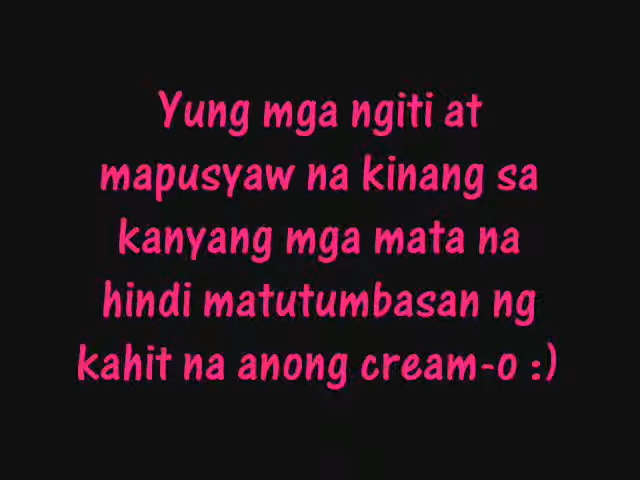 Yung mga ngiti at
mapusyaw na kinang sa
kanyang mga mata na
hindi matutumbasan ng
kahit na anong cream-o :)